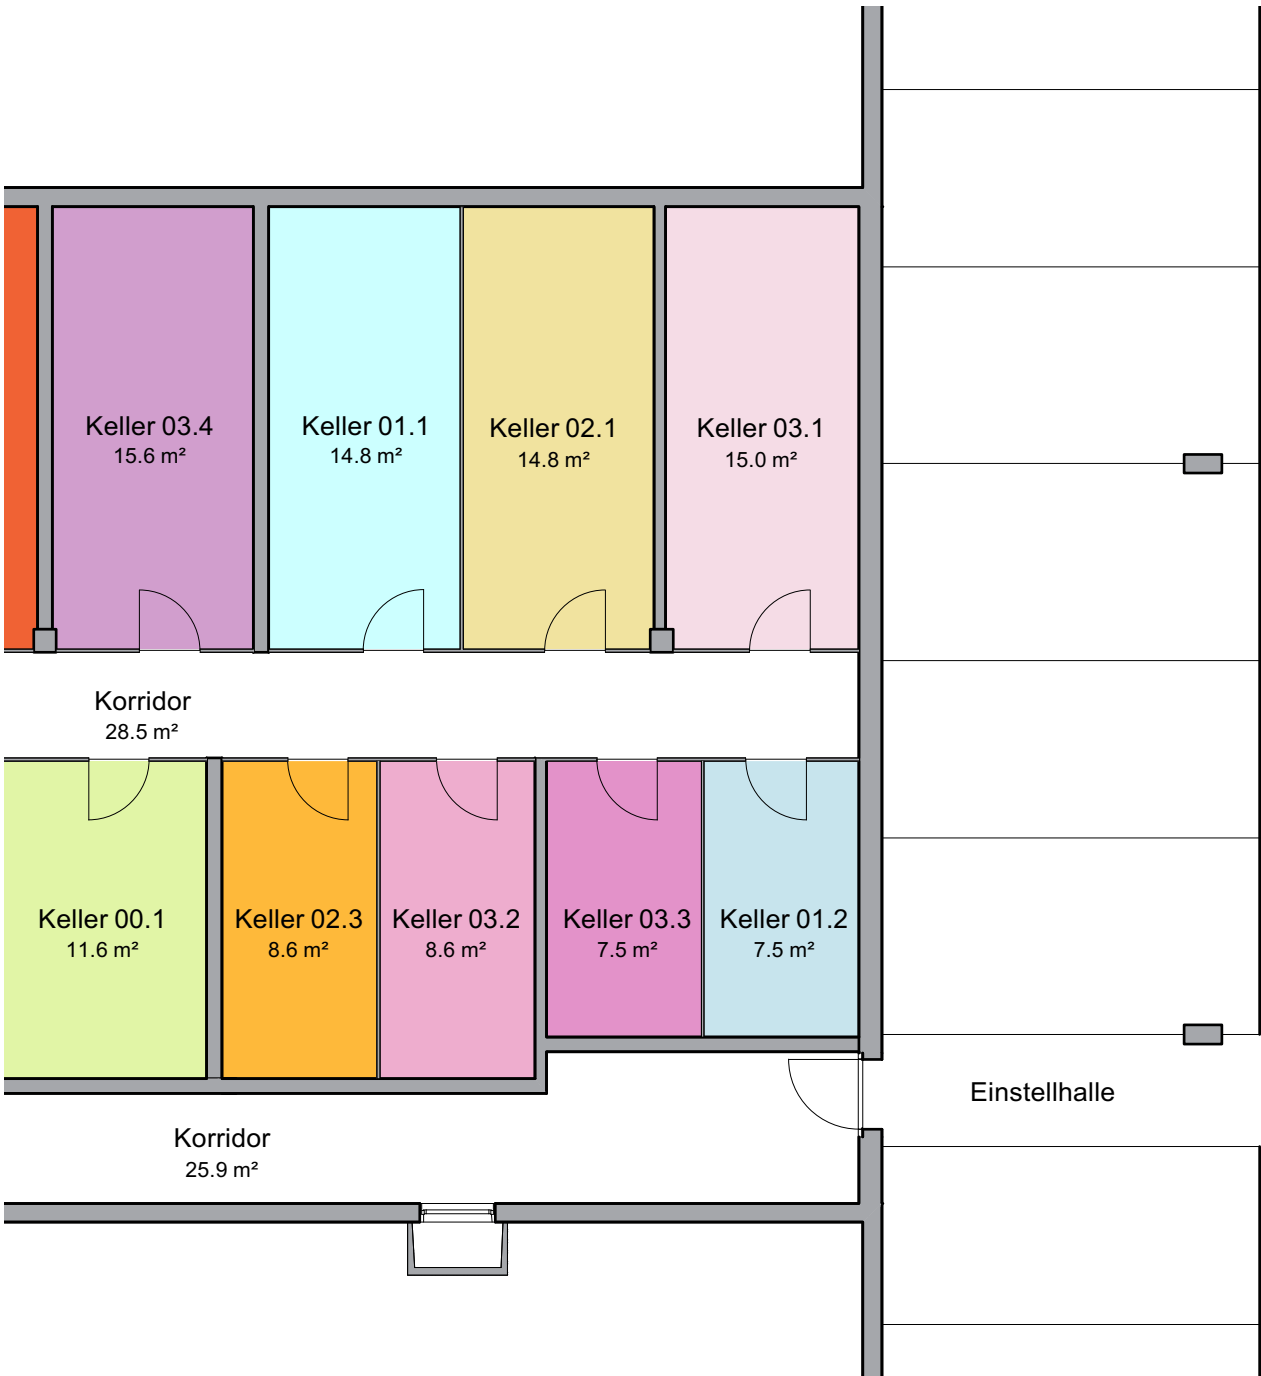 Keller 03.4
15.6 m²
Keller 01.1
14.8 m²
Keller 02.1
14.8 m²
Keller 03.1
15.0 m²
Korridor
28.5 m²
Keller 00.1
11.6 m²
Keller 02.3
8.6 m²
Keller 03.2
8.6 m²
Keller 03.3
7.5 m²
Keller 01.2
7.5 m²
Einstellhalle
Korridor
25.9 m²